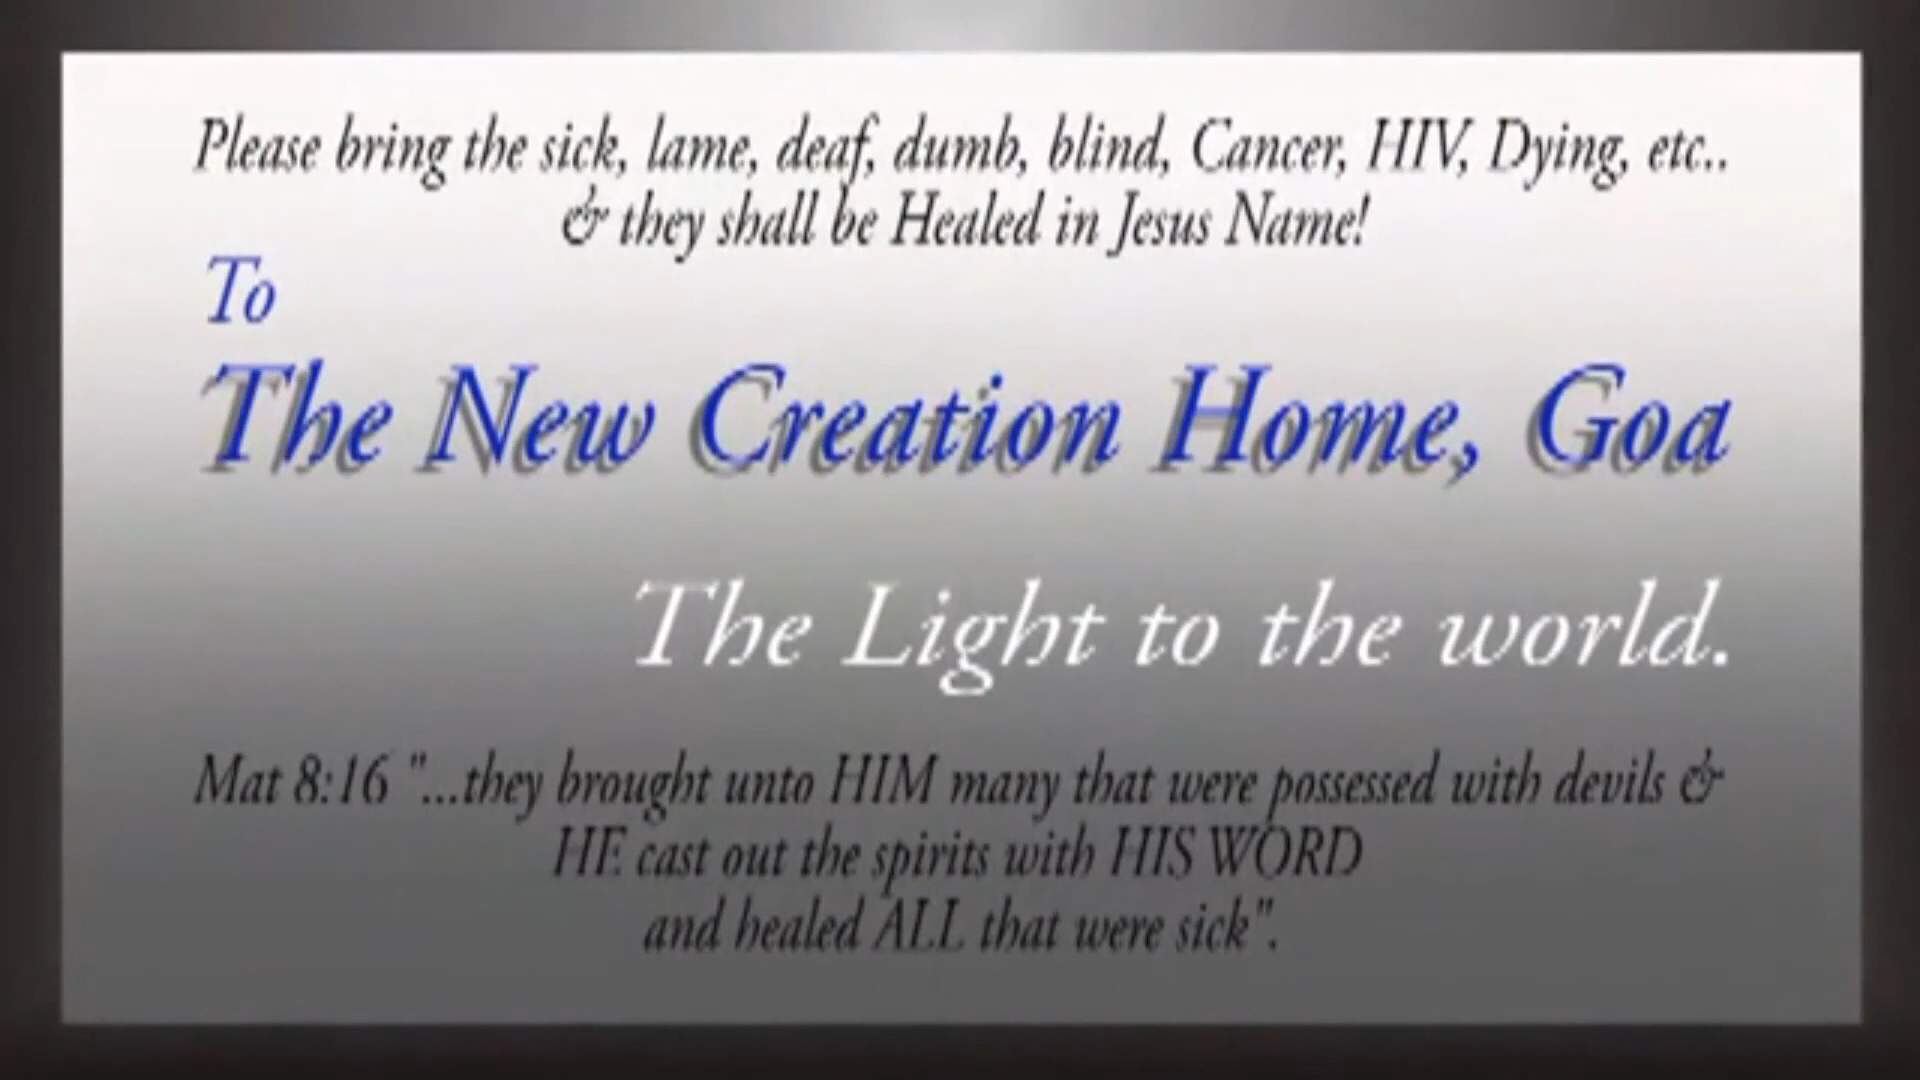 Please bring the sick, lame, deaf, dumb, blind, Cancer, HIV, Dying, etc..
& they shall be Healed in Jesus Name!
To
The New Creation Home, Goa
The Light to the world.
Mat 8:16 "...they brought unto HIM many that were possessed with devils &
HE cast out the spirits with HIS WORD
and healed ALL that were sick".